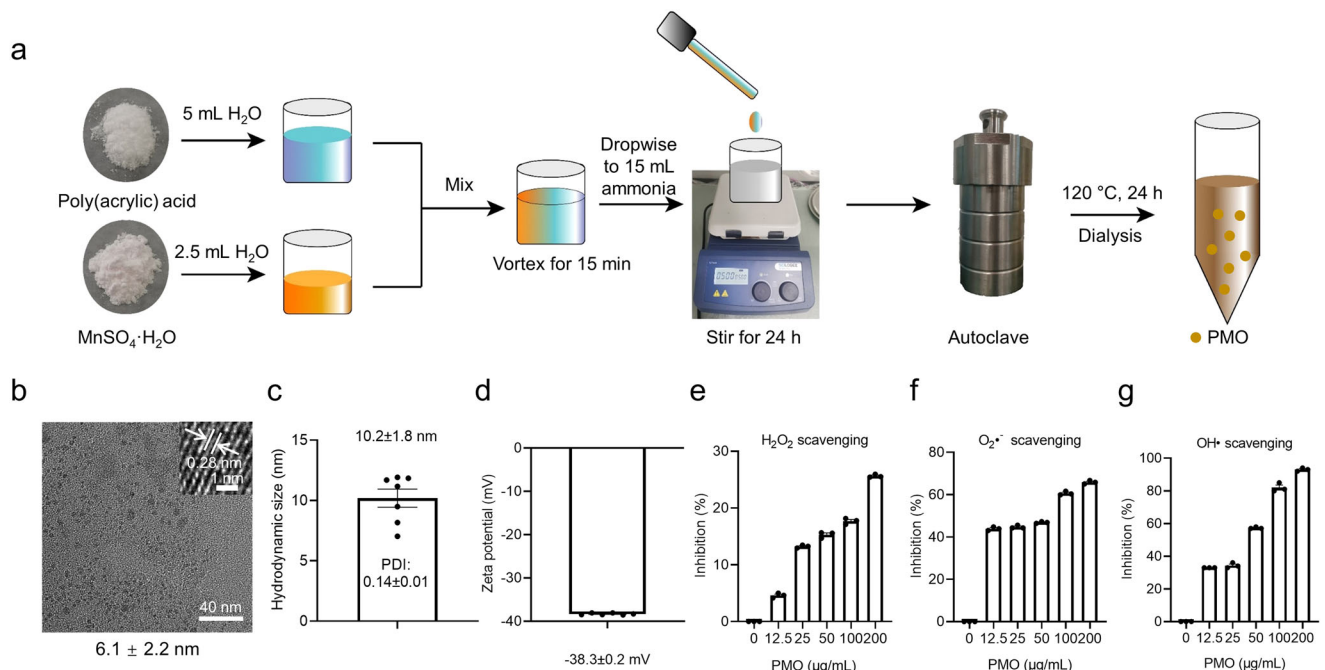 a
5 mL H₂O
Poly(acrylic) acid
2.5 mL H₂O
MnSO₄·H₂O
Mix
Vortex for 15 min
Dropwise
to 15 mL
ammonia
Stir for 24 h
Autoclave
120 °C, 24 h
Dialysis
PMO
b
0.28 nm
1 nm
40 nm
6.1 ± 2.2 nm
c
10.2±1.8 nm
Hydrodynamic size (nm)
15
10
5
0
PDI:
0.14±0.01
d
Zeta potential (mV)
0
−10
−20
−30
−40
-38.3±0.2 mV
e
H₂O₂ scavenging
Inhibition (%)
30
20
10
0
0 12.5 25 50 100 200
PMO (μg/mL)
f
O₂•⁻ scavenging
Inhibition (%)
80
60
40
20
0
0 12.5 25 50 100 200
PMO (μg/mL)
g
OH• scavenging
Inhibition (%)
100
80
60
40
20
0
0 12.5 25 50 100 200
PMO (μg/mL)